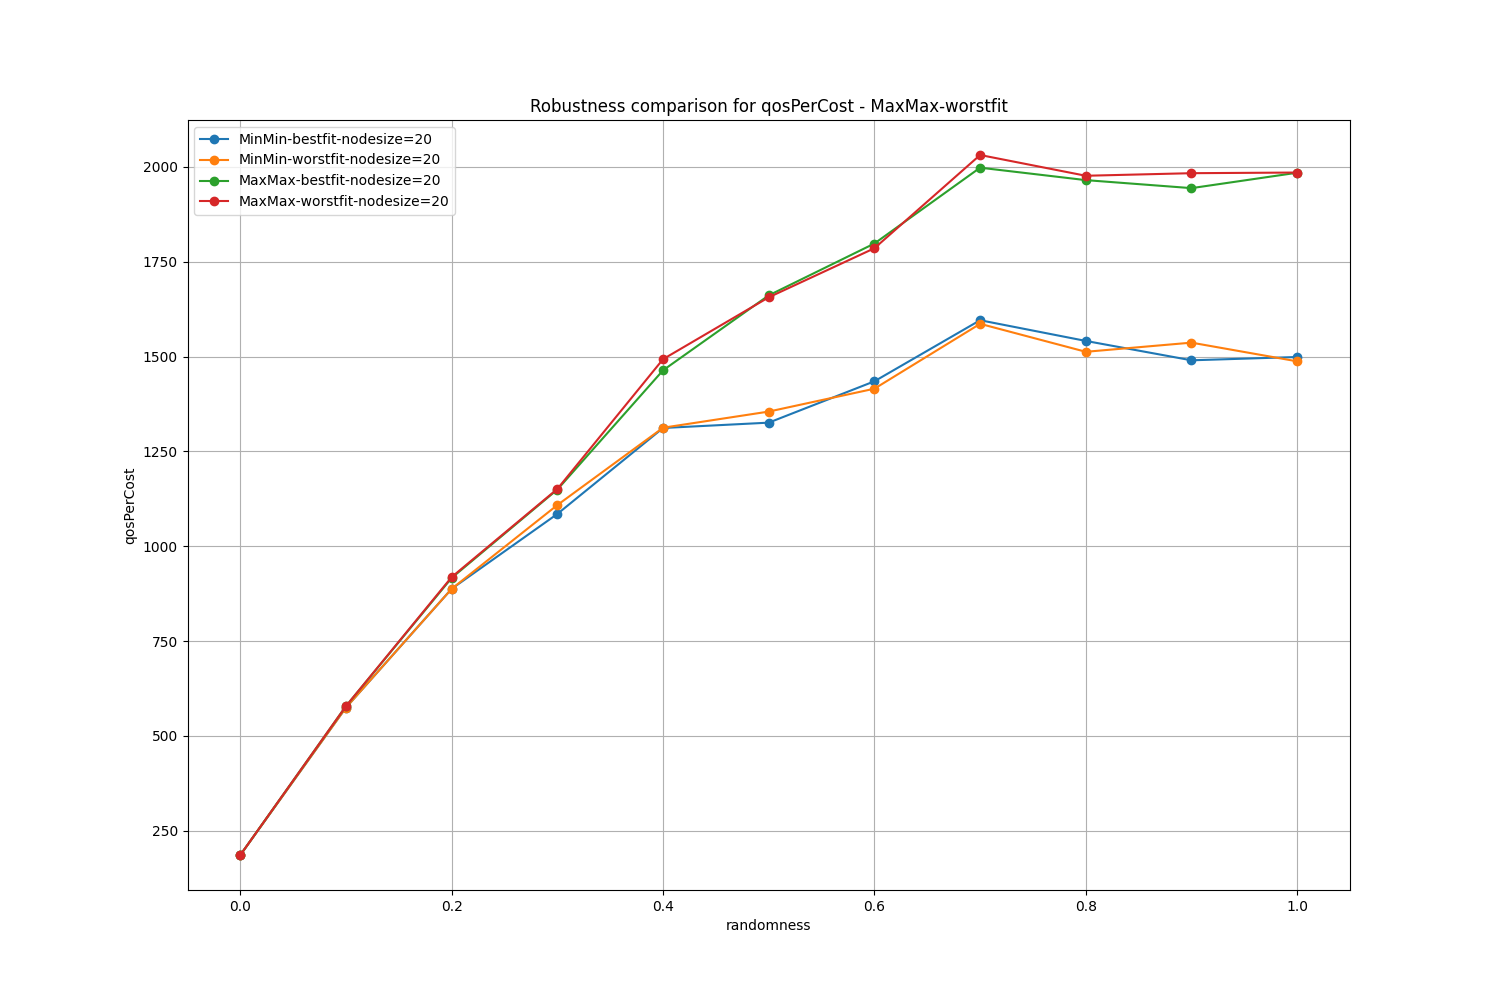 Robustness comparison for qosPerCost - MaxMax-worstfit
MinMin-bestfit-nodesize=20
MinMin-worstfit-nodesize=20
MaxMax-bestfit-nodesize=20
MaxMax-worstfit-nodesize=20
2000
1750
1500
1250
1000
750
500
250
qosPerCost
0.0 0.2 0.4 0.6 0.8 1.0
randomness